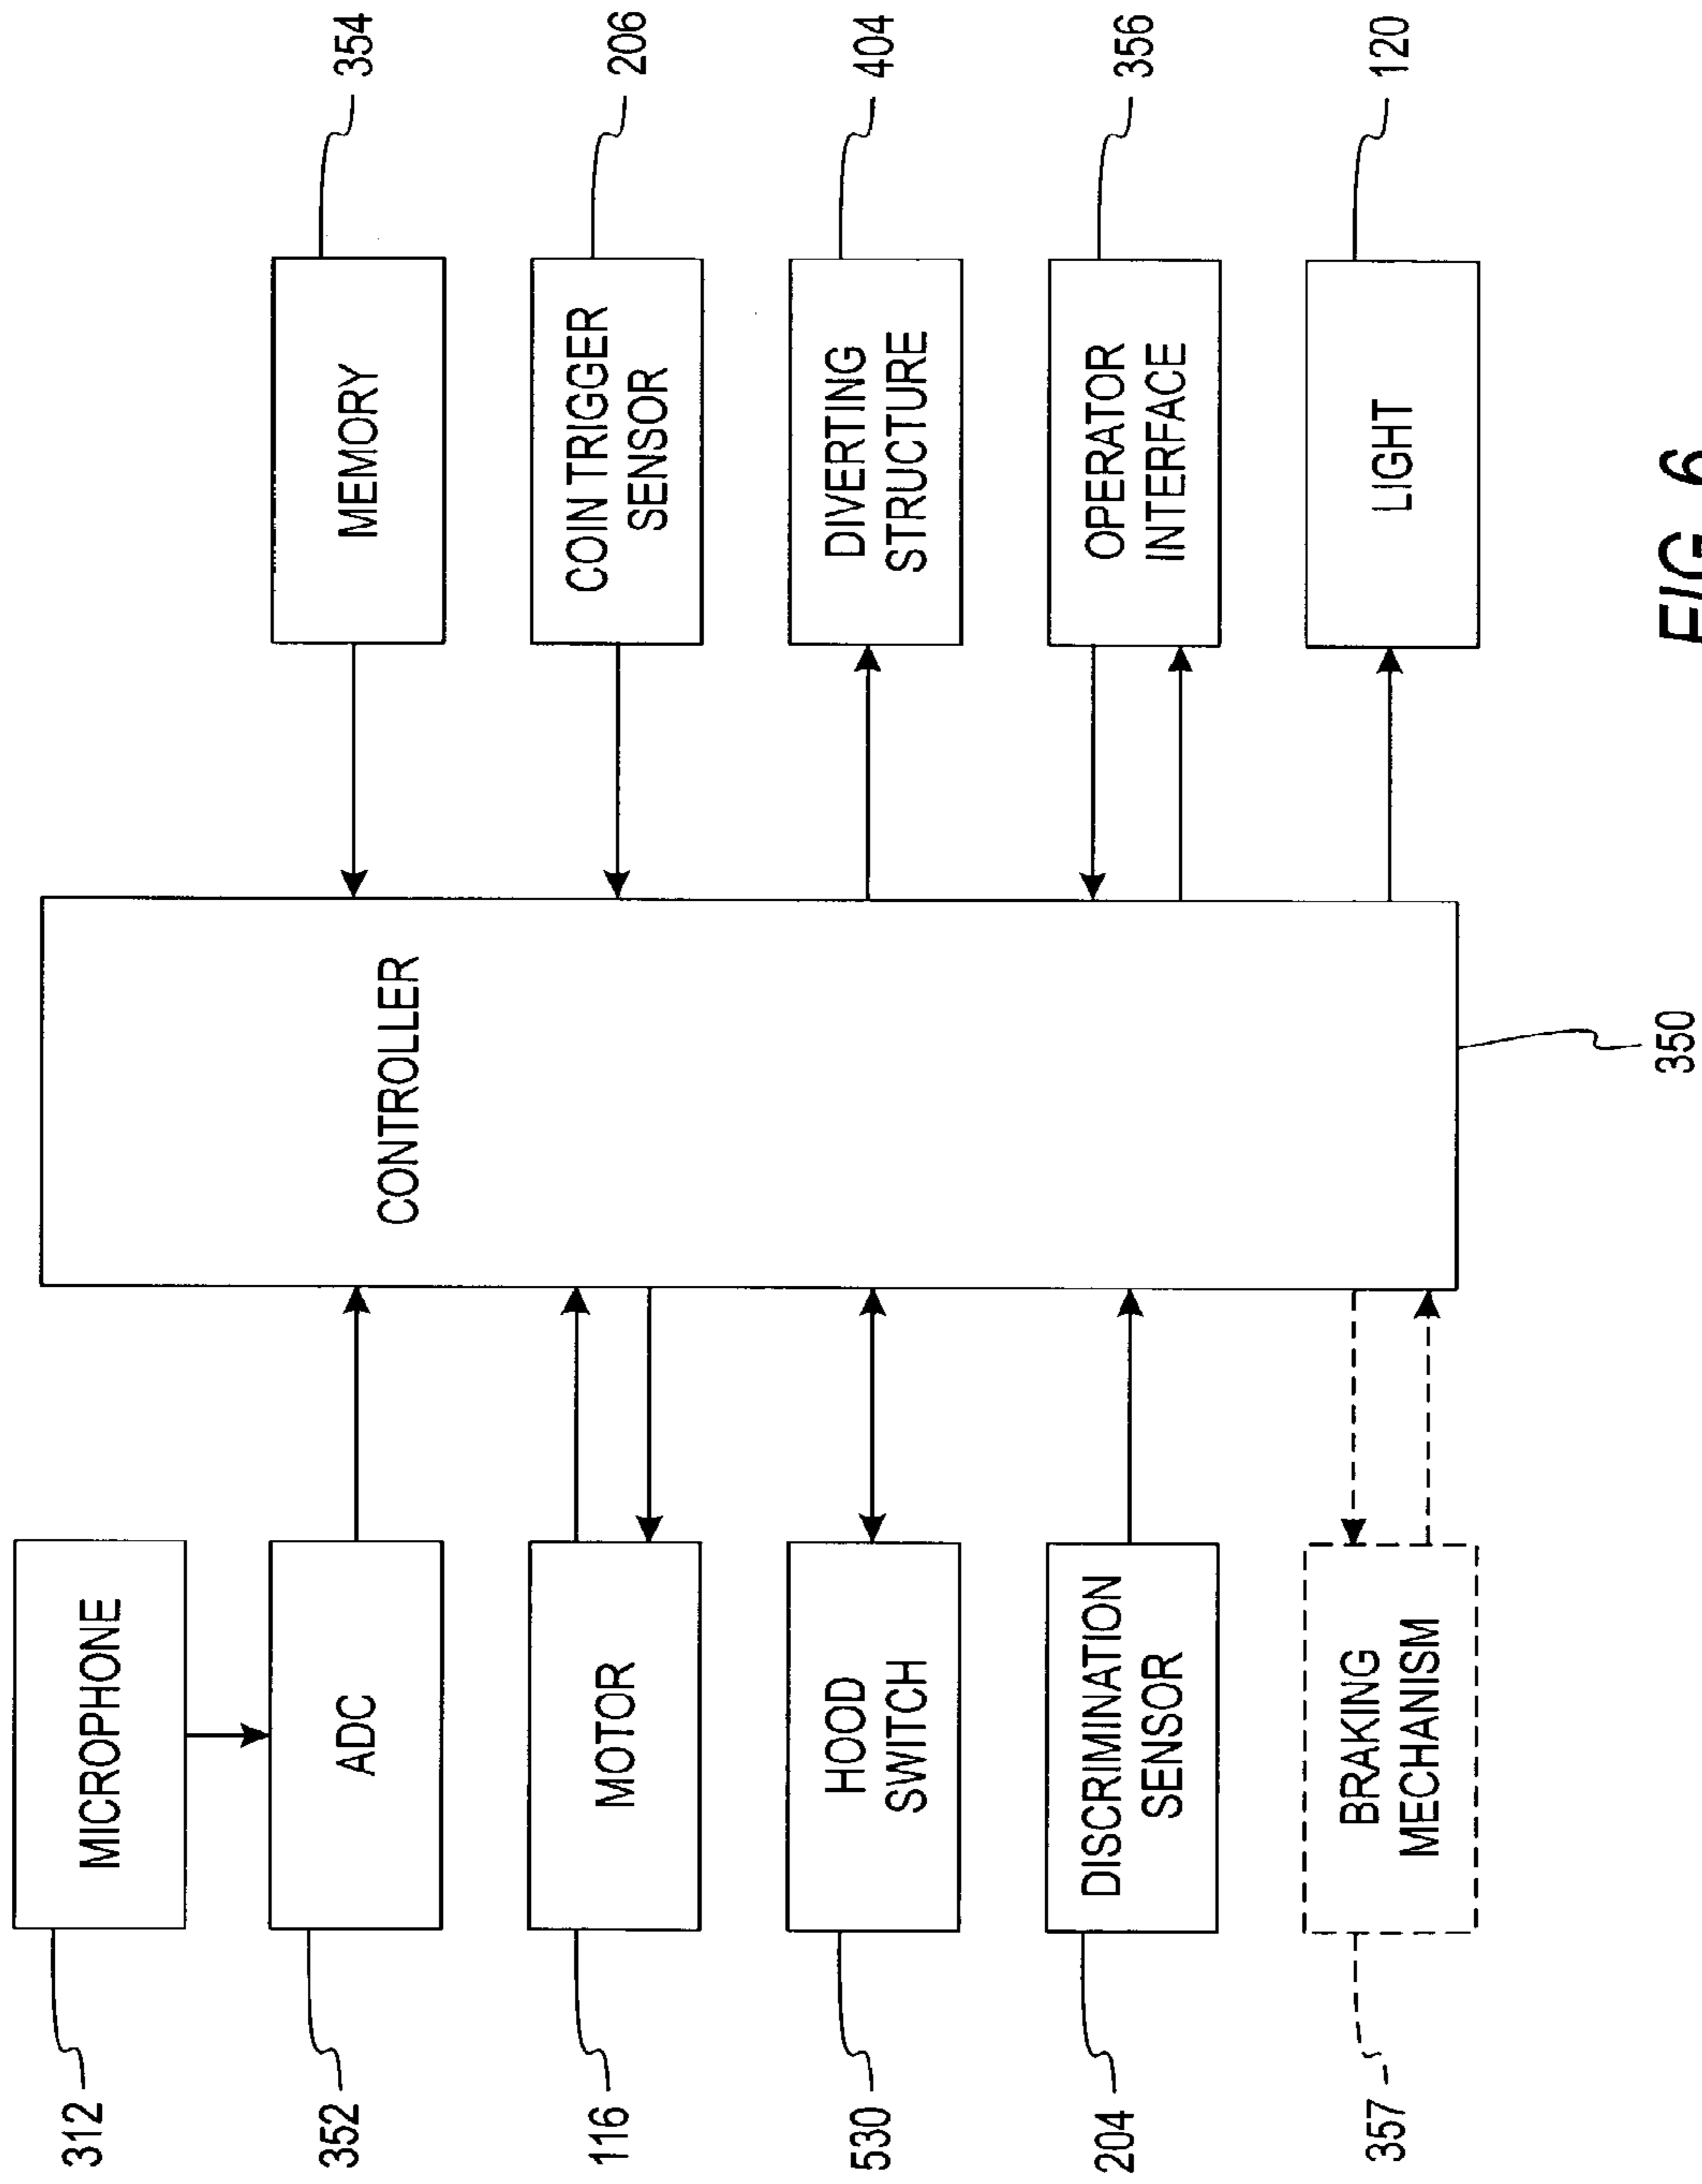 312
MICROPHONE
352
ADC
116
MOTOR
530
HOOD
SWITCH
204
DISCRIMINATION
SENSOR
357
BRAKING
MECHANISM
CONTROLLER
350
MEMORY
354
COIN TRIGGER
SENSOR
206
DIVERTING
STRUCTURE
404
OPERATOR
INTERFACE
356
LIGHT
120
FIG. 6